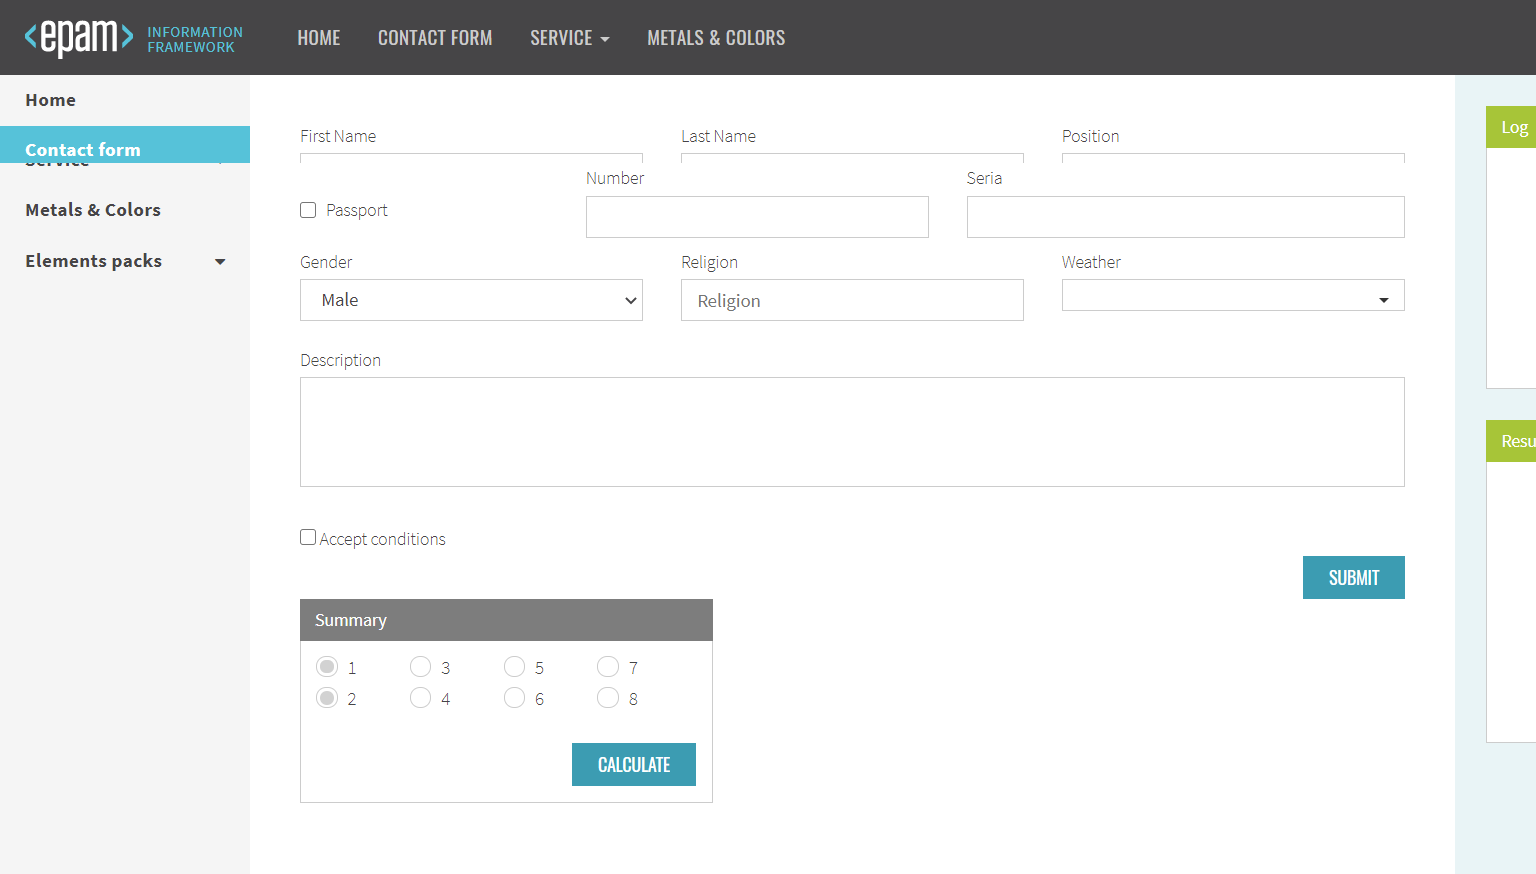 <epam> INFORMATION FRAMEWORK
HOME CONTACT FORM SERVICE METALS & COLORS
Home
Contact form
Service
Metals & Colors
Elements packs
First Name Last Name Position
Number Seria
Passport
Gender Religion Weather
Male Religion
Description
Accept conditions
SUBMIT
Summary
1 3 5 7
2 4 6 8
CALCULATE
Log
Resu